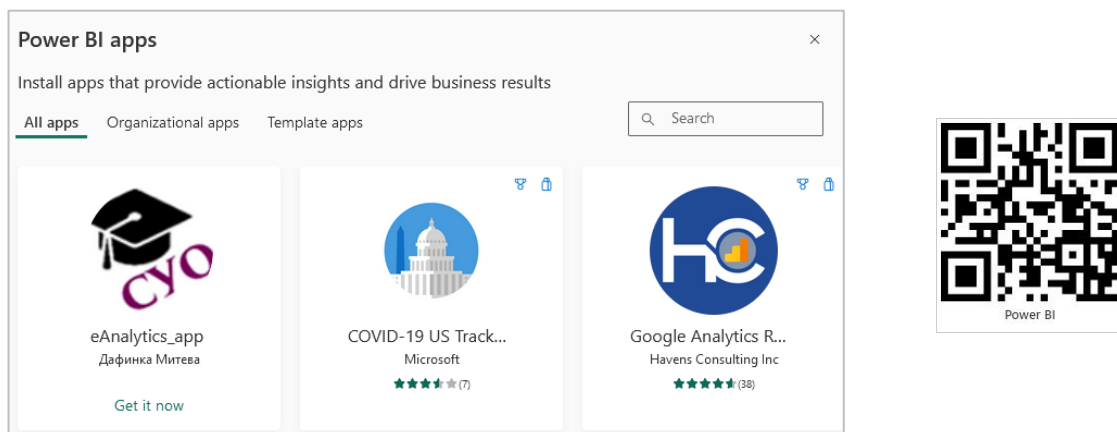 Power BI apps
Install apps that provide actionable insights and drive business results
All apps Organizational apps Template apps
Search
СУО
HC
eAnalytics_app
Дафинка Митева
Get it now
COVID-19 US Track...
Microsoft
(7)
Google Analytics R...
Havens Consulting Inc
(38)
Power BI